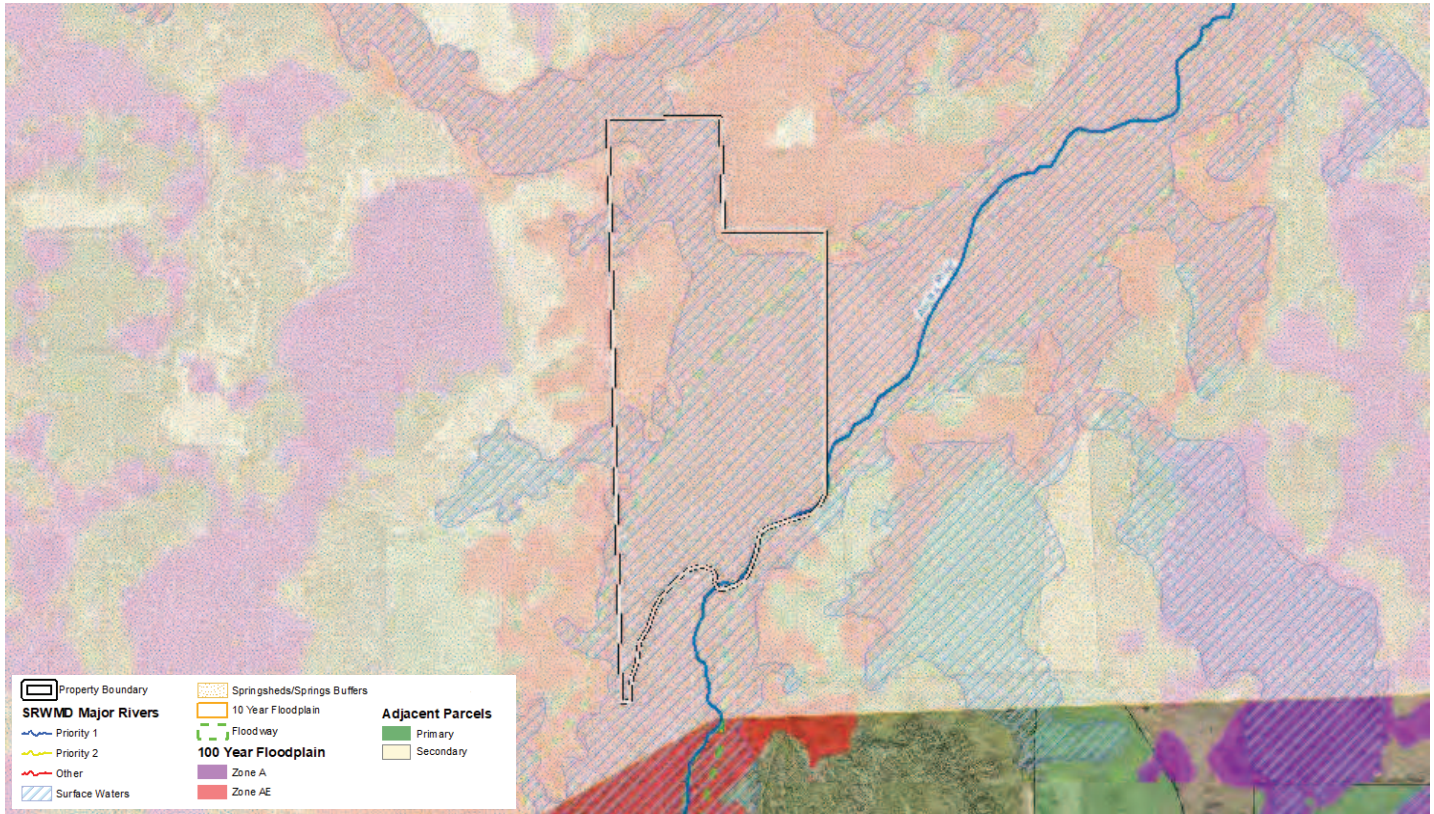 Property Boundary
SRWMD Major Rivers
Priority 1
Priority 2
Other
Surface Waters
Springsheds/Springs Buffers
10 Year Floodplain
Floodway
100 Year Floodplain
Zone A
Zone AE
Adjacent Parcels
Primary
Secondary